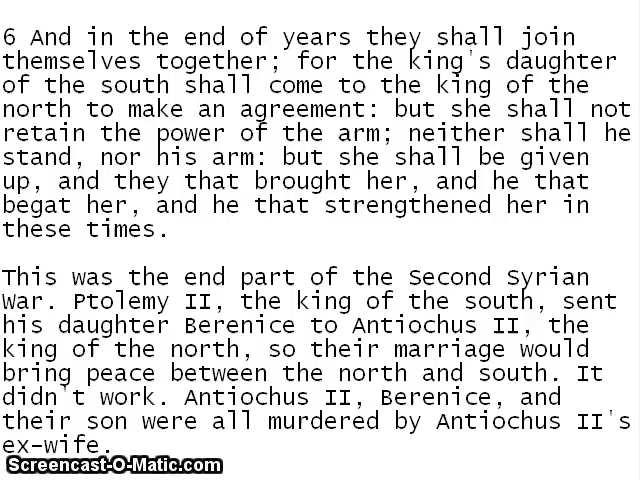 6 And in the end of years they shall join
themselves together; for the king's daughter
of the south shall come to the king of the
north to make an agreement: but she shall not
retain the power of the arm; neither shall he
stand, nor his arm: but she shall be given
up, and they that brought her, and he that
begat her, and he that strengthened her in
these times.
This was the end part of the Second Syrian
War. Ptolemy II, the king of the south, sent
his daughter Berenice to Antiochus II, the
king of the north, so their marriage would
bring peace between the north and south. It
didn't work. Antiochus II, Berenice, and
their son were all murdered by Antiochus II's
ex-wife.
Screencast-O-Matic.com